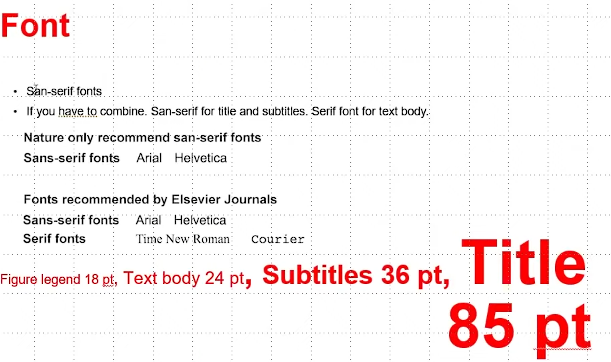 Font
• San-serif fonts
• If you have to combine. San-serif for title and subtitles. Serif font for text body.
Nature only recommend san-serif fonts
Sans-serif fonts Arial Helvetica
Fonts recommended by Elsevier Journals
Sans-serif fonts Arial Helvetica
Serif fonts Time New Roman Courier
Figure legend 18 pt, Text body 24 pt, Subtitles 36 pt, Title
85 pt